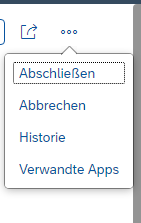 Abschließen
Abbrechen
Historie
Verwandte Apps